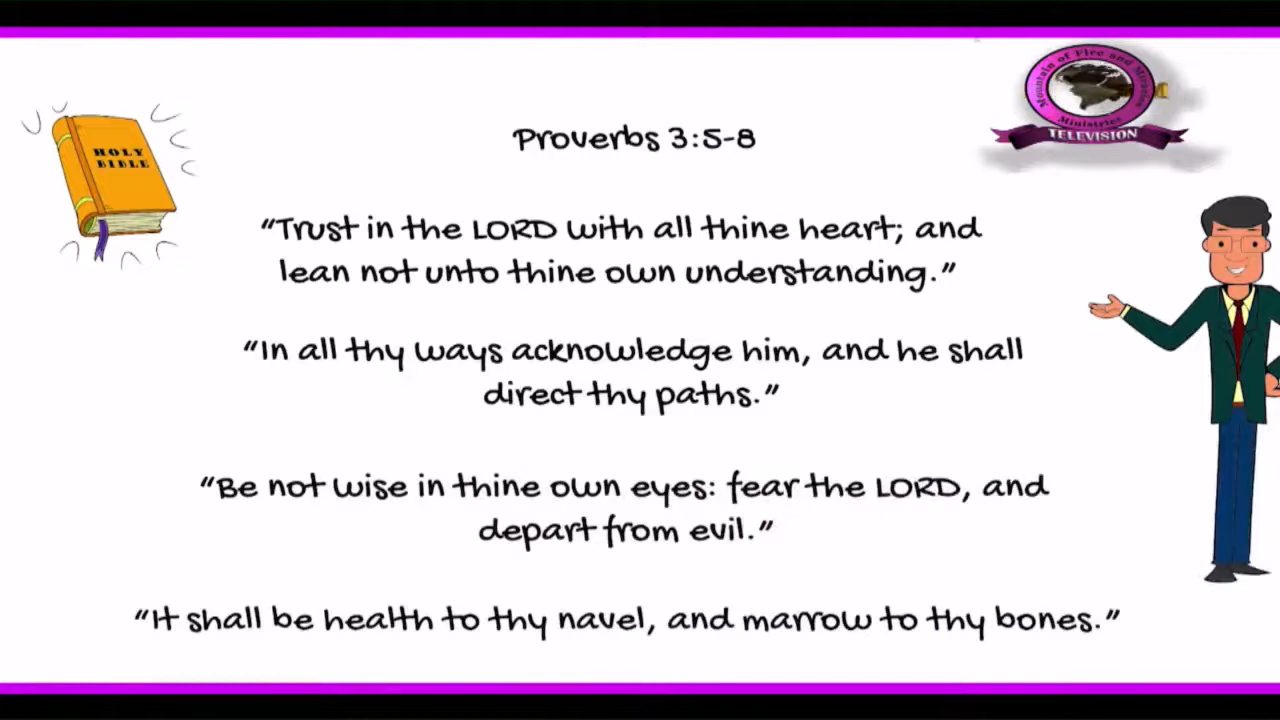 Mountain of Fire and Miracles
Ministries
TELEVISION
HOLY
BIBLE
Proverbs 3:5-8
“Trust in the LORD with all thine heart; and
lean not unto thine own understanding.”
“In all thy ways acknowledge him, and he shall
direct thy paths.”
“Be not wise in thine own eyes: fear the LORD, and
depart from evil.”
“It shall be health to thy navel, and marrow to thy bones.”